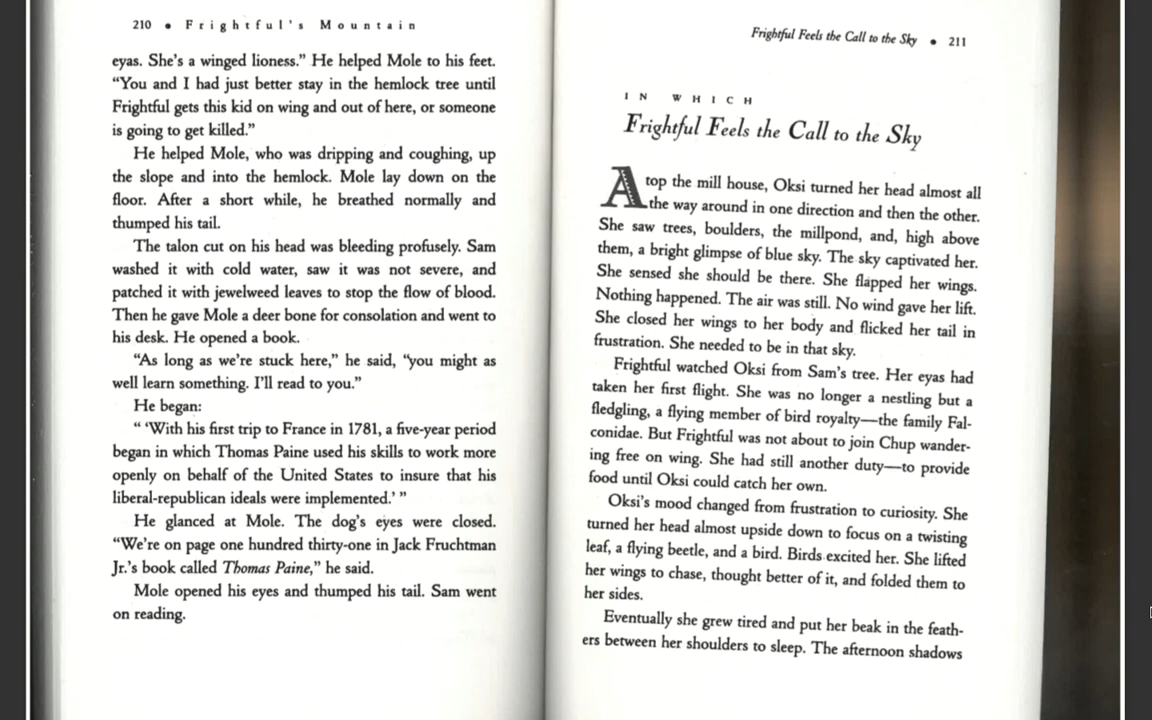 210 • Frightful's Mountain
eyas. She's a winged lioness.” He helped Mole to his feet.
“You and I had just better stay in the hemlock tree until
Frightful gets this kid on wing and out of here, or someone
is going to get killed.”
He helped Mole, who was dripping and coughing, up
the slope and into the hemlock. Mole lay down on the
floor. After a short while, he breathed normally and
thumped his tail.
The talon cut on his head was bleeding profusely. Sam
washed it with cold water, saw it was not severe, and
patched it with jewelweed leaves to stop the flow of blood.
Then he gave Mole a deer bone for consolation and went to
his desk. He opened a book.
“As long as we're stuck here,” he said, “you might as
well learn something. I'll read to you.”
He began:
“ ‘With his first trip to France in 1781, a five-year period
began in which Thomas Paine used his skills to work more
openly on behalf of the United States to insure that his
liberal-republican ideals were implemented.’ ”
He glanced at Mole. The dog's eyes were closed.
“We're on page one hundred thirty-one in Jack Fruchtman
Jr.'s book called Thomas Paine,” he said.
Mole opened his eyes and thumped his tail. Sam went
on reading.
Frightful Feels the Call to the Sky • 211
IN WHICH
Frightful Feels the Call to the Sky
Atop the mill house, Oksi turned her head almost all
the way around in one direction and then the other.
She saw trees, boulders, the millpond, and, high above
them, a bright glimpse of blue sky. The sky captivated her.
She sensed she should be there. She flapped her wings.
Nothing happened. The air was still. No wind gave her lift.
She closed her wings to her body and flicked her tail in
frustration. She needed to be in that sky.
Frightful watched Oksi from Sam's tree. Her eyas had
taken her first flight. She was no longer a nestling but a
fledgling, a flying member of bird royalty—the family Fal-
conidae. But Frightful was not about to join Chup wander-
ing free on wing. She had still another duty—to provide
food until Oksi could catch her own.
Oksi's mood changed from frustration to curiosity. She
turned her head almost upside down to focus on a twisting
leaf, a flying beetle, and a bird. Birds excited her. She lifted
her wings to chase, thought better of it, and folded them to
her sides.
Eventually she grew tired and put her beak in the feath-
ers between her shoulders to sleep. The afternoon shadows